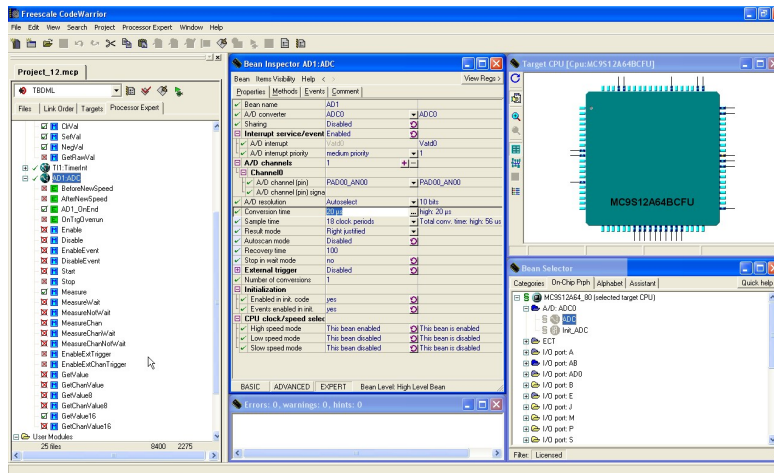 Freescale CodeWarrior
File Edit View Search Project Processor Expert Window Help
Project_12.mcp
TBDML
Files Link Order Targets Processor Expert
ClrVal
SetVal
NegVal
GetRawVal
TI1:TimerInt
AD1:ADC
BeforeNewSpeed
AfterNewSpeed
AD1_OnEnd
OnTrgOverrun
Enable
Disable
EnableEvent
DisableEvent
Start
Stop
Measure
MeasureWait
MeasureNotWait
MeasureChan
MeasureChanWait
MeasureChanNotWait
EnableExtTrigger
EnableExtChanTrigger
GetValue
GetChanValue
GetValue8
GetChanValue8
GetValue16
GetChanValue16
User Modules
25 files 8400 2275
Bean Inspector AD1:ADC
Bean Items Visibility Help < > View Regs >
Properties Methods Events Comment
Bean name AD1
A/D converter ADC0 ADC0
Sharing Disabled
Interrupt service/event Enabled
A/D interrupt Vatd0 Vatd0
A/D interrupt priority medium priority 1
A/D channels 1
Channel0
A/D channel (pin) PAD00_AN00 PAD00_AN00
A/D channel (pin) signa
A/D resolution Autoselect 10 bits
Conversion time 20 µs ... high: 20 µs
Sample time 18 clock periods Total conv. time: high: 56 us
Result mode Right justified
Autoscan mode Disabled
Recovery time 100
Stop in wait mode no
External trigger Disabled
Number of conversions 1
Initialization
Enabled in init. code yes
Events enabled in init. yes
CPU clock/speed selec
High speed mode This bean enabled This bean is enabled
Low speed mode This bean disabled This bean is disabled
Slow speed mode This bean disabled This bean is disabled
BASIC ADVANCED EXPERT Bean Level: High Level Bean
Errors: 0, warnings: 0, hints: 0
Target CPU [Cpu:MC9S12A64BCFU]
MC9S12A64BCFU
Bean Selector
Categories On-Chip Prph Alphabet Assistant Quick help
MC9S12A64_80 (selected target CPU)
A/D: ADC0
ADC
Init_ADC
ECT
I/O port: A
I/O port: AB
I/O port: AD0
I/O port: B
I/O port: E
I/O port: J
I/O port: M
I/O port: P
I/O port: S
Filter: Licensed